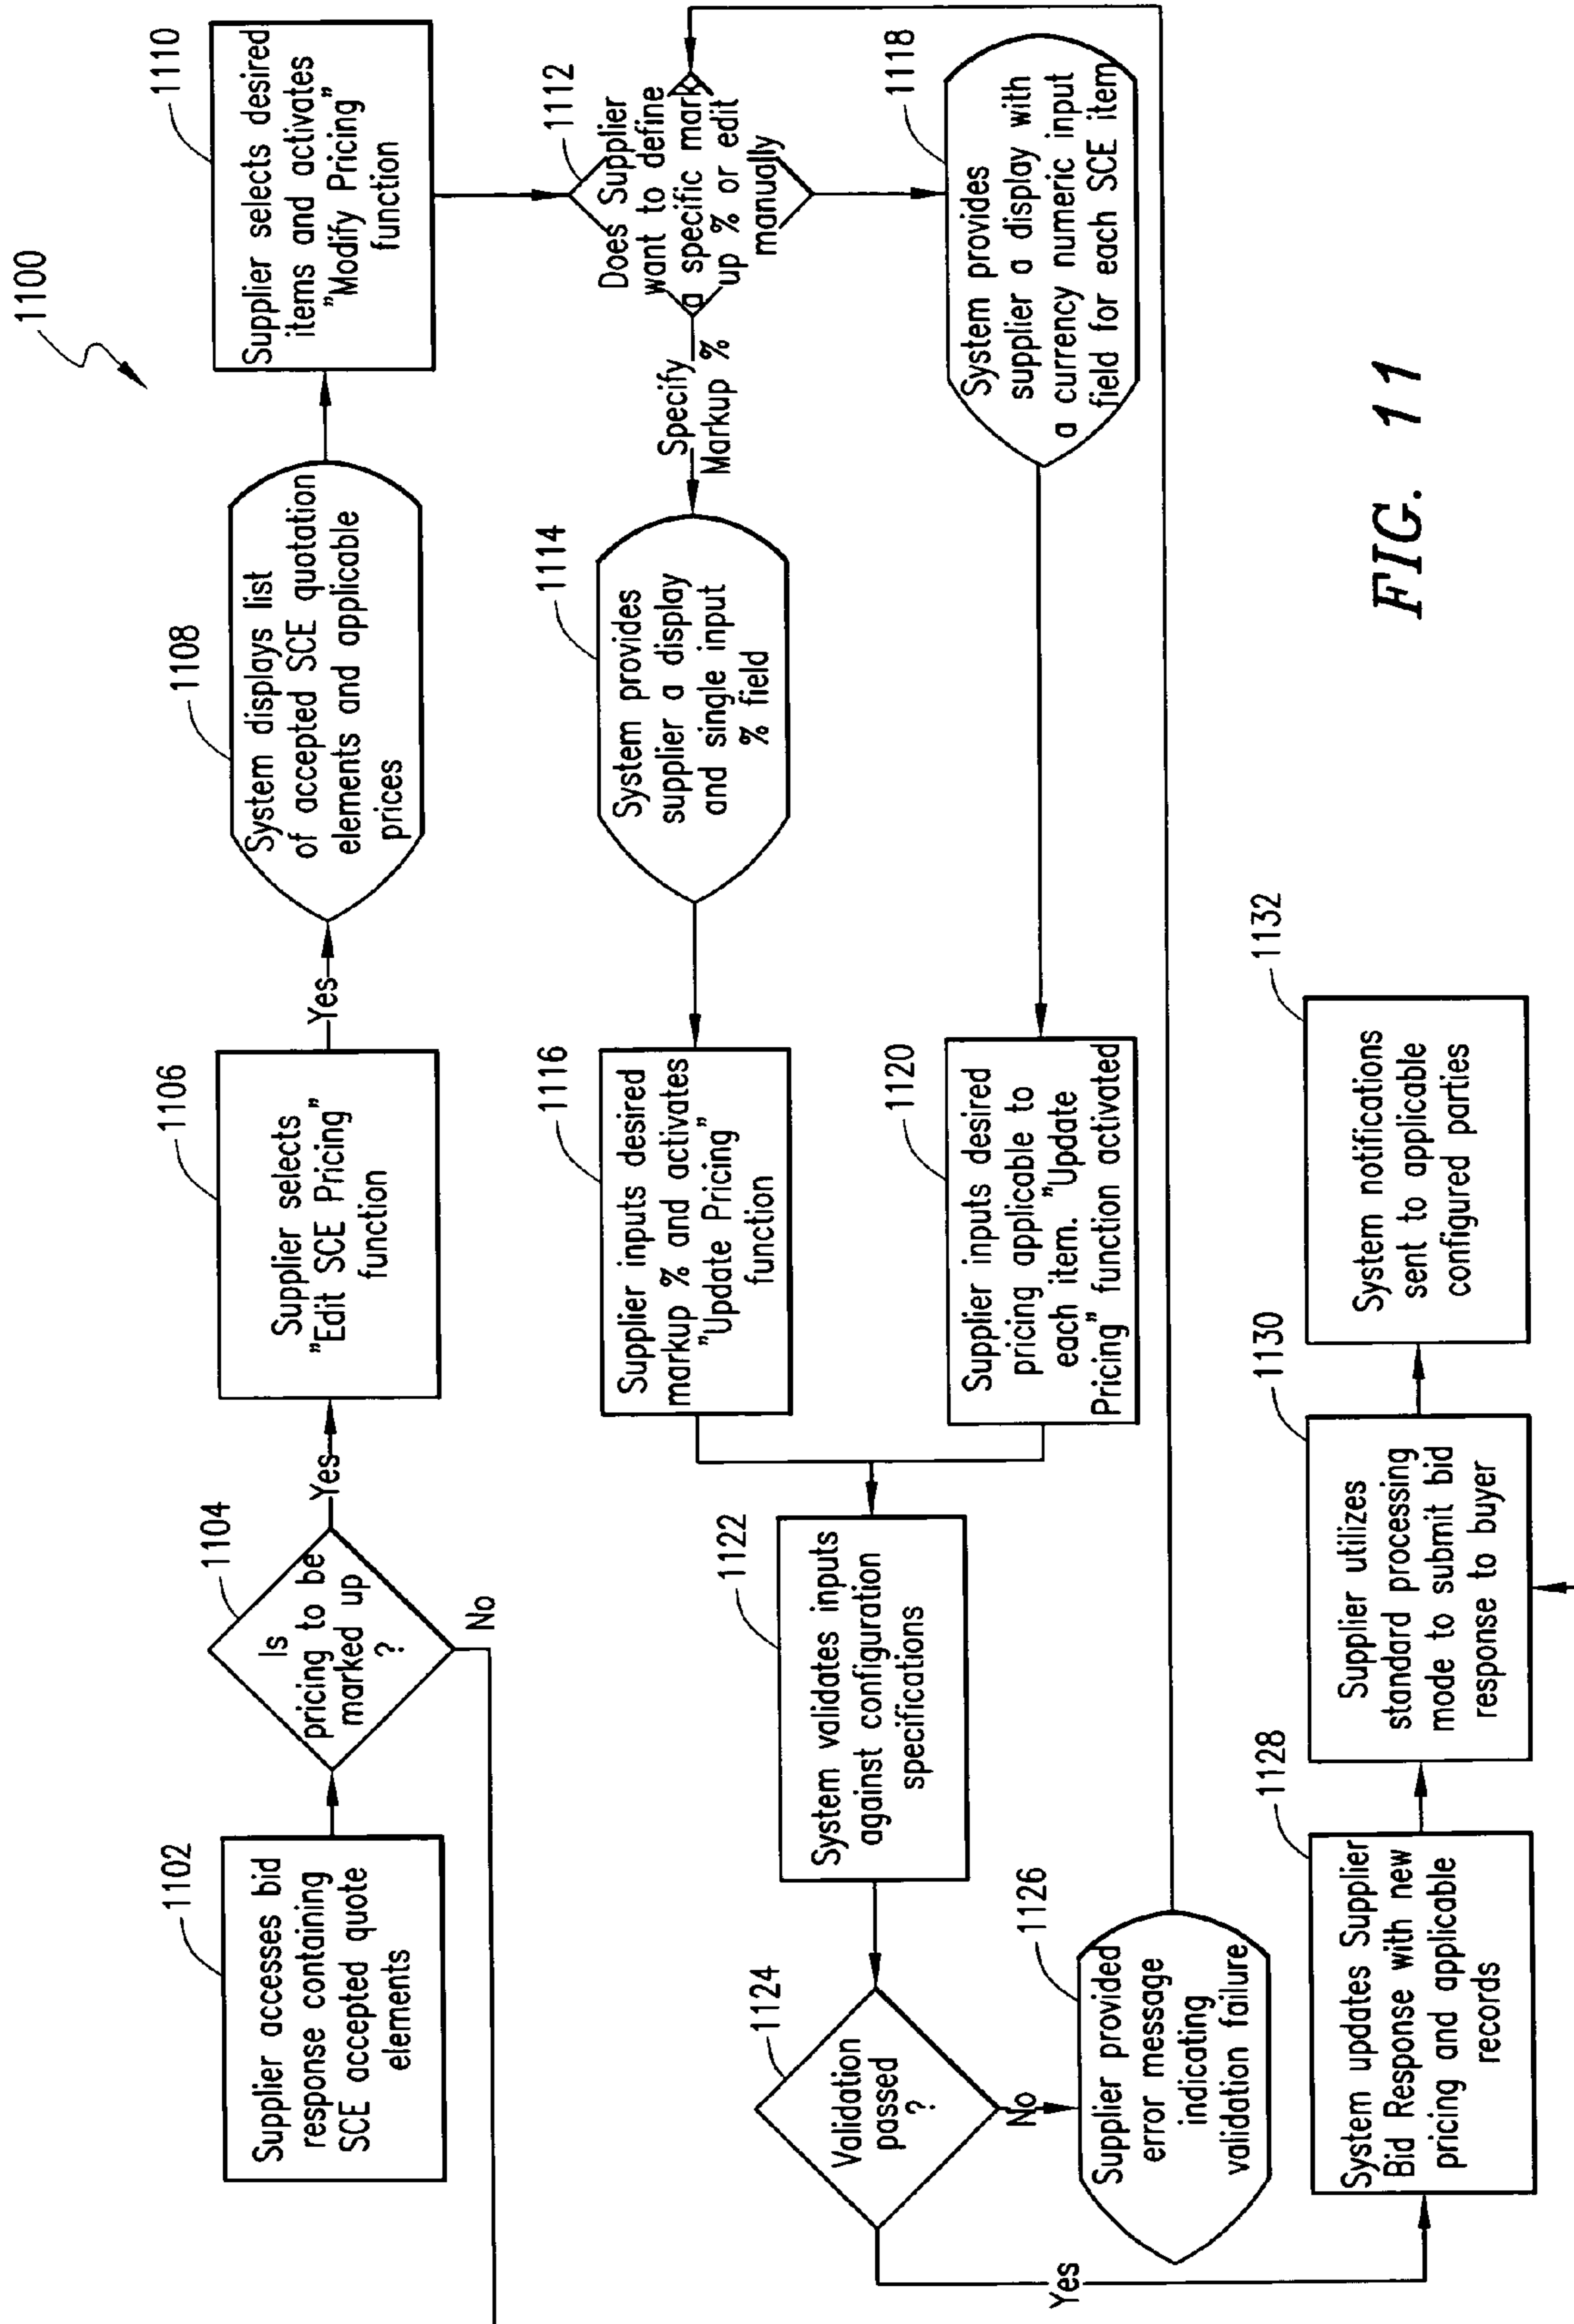 1100
1102
Supplier accesses bid
response containing
SCE accepted quote
elements
1104
Is
pricing to be
marked up
?
Yes
No
1106
Supplier selects
"Edit SCE Pricing"
function
Yes
1108
System displays list
of accepted SCE quotation
elements and applicable
prices
1110
Supplier selects desired
items and activates
"Modify Pricing"
function
1112
Does Supplier
want to define
a specific mark
up % or edit
manually
Specify
Markup %
1114
System provides
supplier a display
and single input
% field
1116
Supplier inputs desired
markup % and activates
"Update Pricing"
function
1118
System provides
supplier a display with
a currency numeric input
field for each SCE item
1120
Supplier inputs desired
pricing applicable to
each item. "Update
Pricing" function activated
1122
System validates inputs
against configuration
specifications
1124
Validation
passed
?
No
Yes
1126
Supplier provided
error message
indicating
validation failure
1128
System updates Supplier
Bid Response with new
pricing and applicable
records
1130
Supplier utilizes
standard processing
mode to submit bid
response to buyer
1132
System notifications
sent to applicable
configured parties
FIG. 11